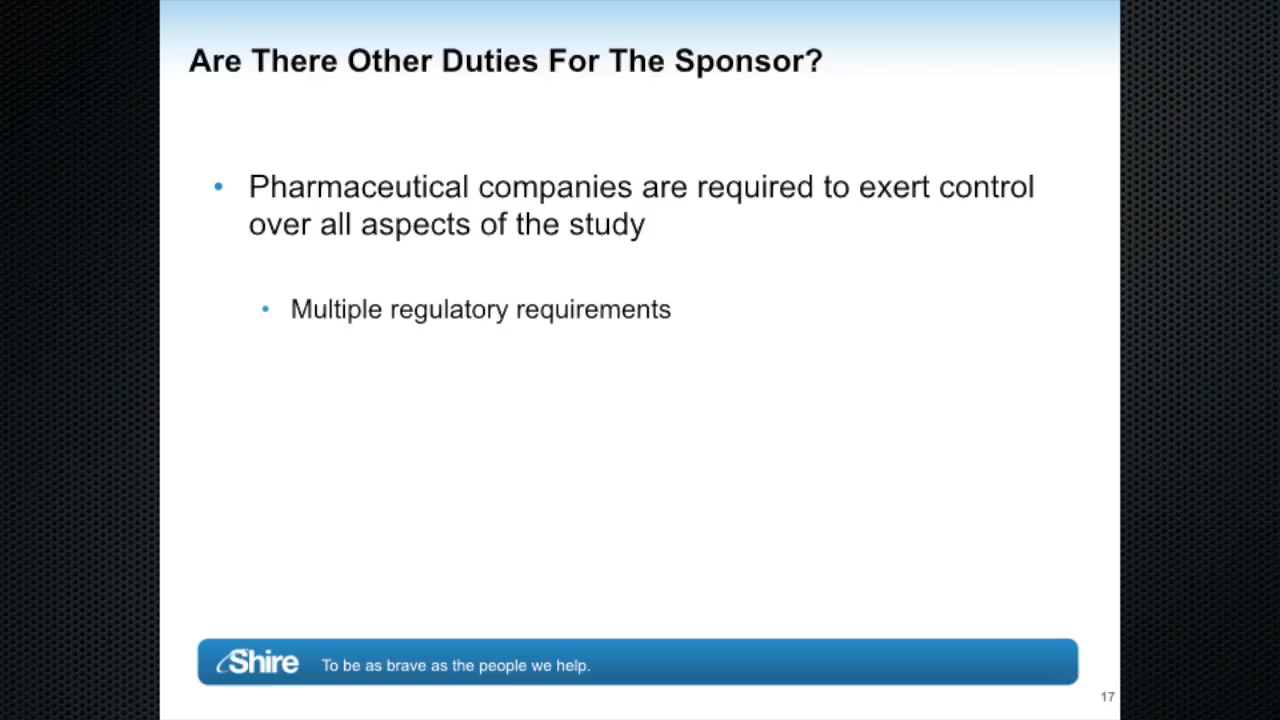 Are There Other Duties For The Sponsor?
• Pharmaceutical companies are required to exert control
over all aspects of the study
• Multiple regulatory requirements
Shire To be as brave as the people we help.
17